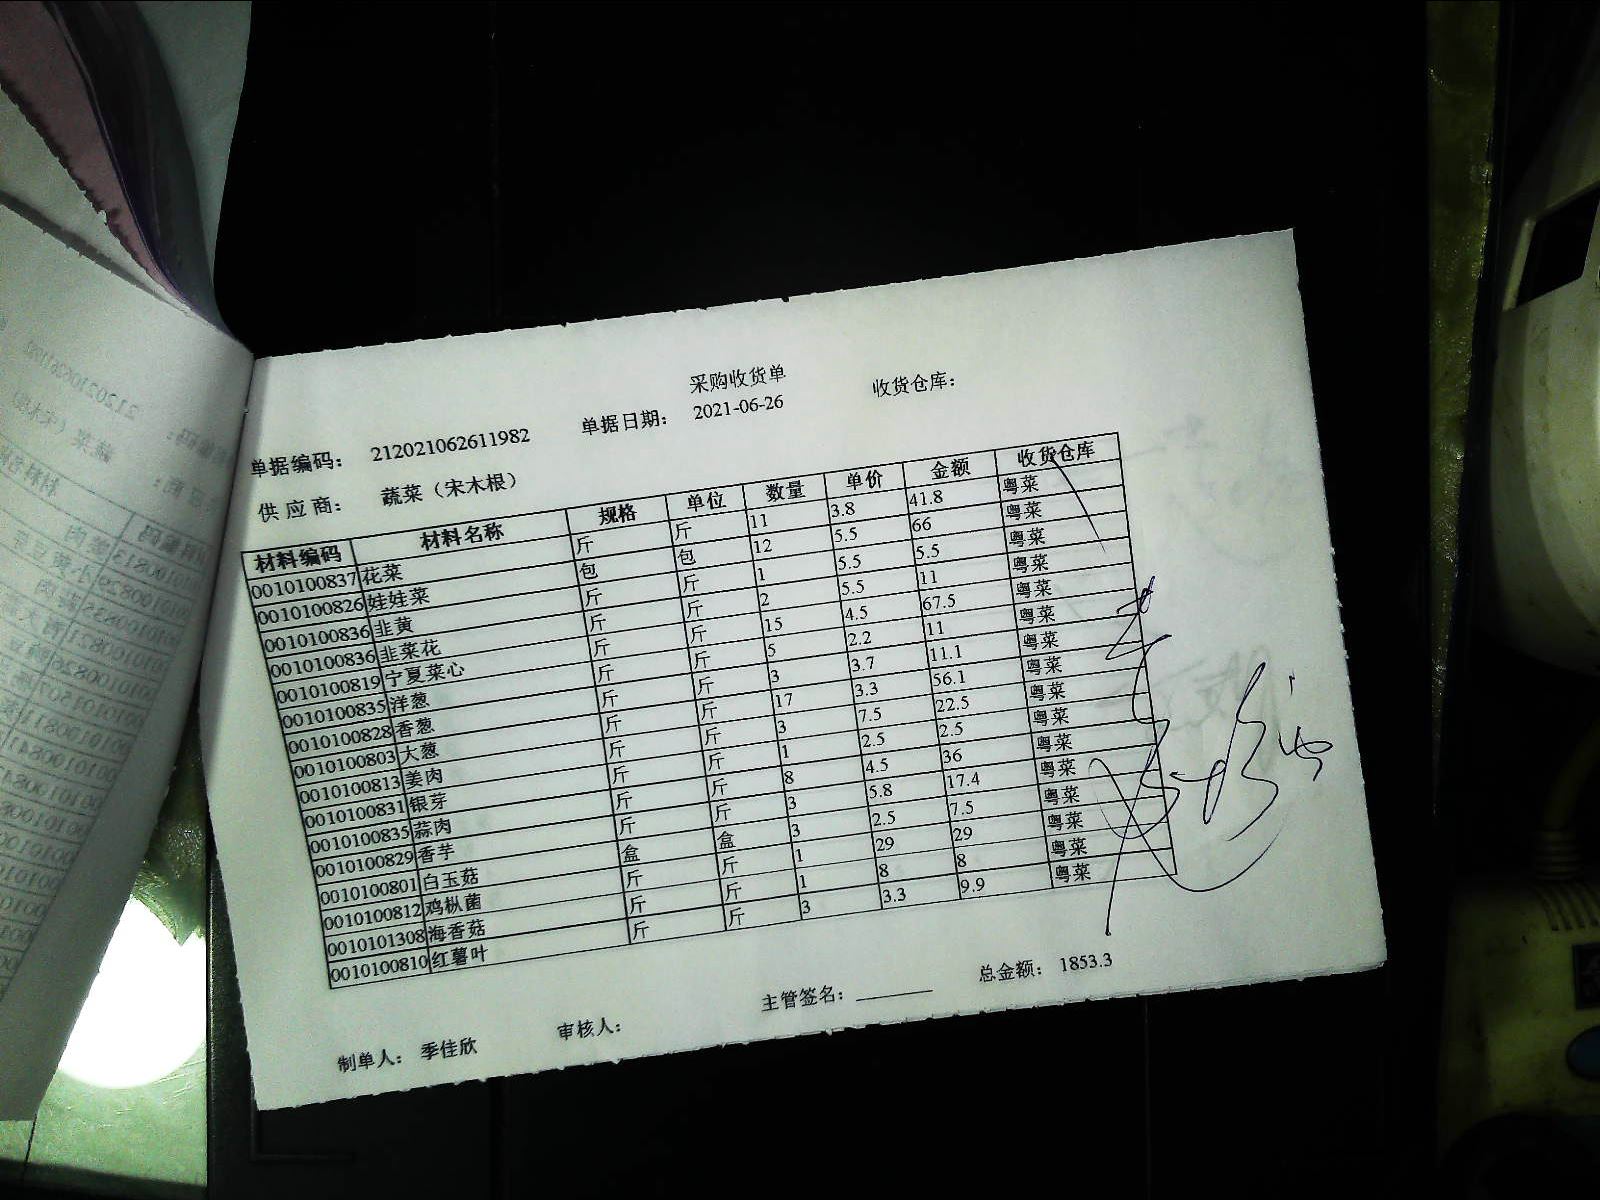 采购收货单
单据编码: 212021062611982 单据日期: 2021-06-26 收货仓库:
供应商: 蔬菜（宋木根）
材料编码 材料名称 规格 单位 数量 单价 金额 收货仓库
0010100837 花菜 斤 斤 11 3.8 41.8 粤菜
0010100826 娃娃菜 包 包 12 5.5 66 粤菜
0010100836 韭黄 斤 斤 1 5.5 5.5 粤菜
0010100836 韭菜花 斤 斤 2 5.5 11 粤菜
0010100819 宁夏菜心 斤 斤 15 4.5 67.5 粤菜
0010100835 洋葱 斤 斤 5 2.2 11 粤菜
0010100828 香葱 斤 斤 3 3.7 11.1 粤菜
0010100803 大葱 斤 斤 17 3.3 56.1 粤菜
0010100813 姜肉 斤 斤 3 7.5 22.5 粤菜
0010100831 银芽 斤 斤 1 2.5 2.5 粤菜
0010100835 蒜肉 斤 斤 8 4.5 36 粤菜
0010100829 香芋 斤 斤 3 5.8 17.4 粤菜
0010100801 白玉菇 盒 盒 3 2.5 7.5 粤菜
0010100812 鸡枞菌 斤 斤 1 29 29 粤菜
0010101308 海香菇 斤 斤 1 8 8 粤菜
0010100810 红薯叶 斤 斤 3 3.3 9.9 粤菜
制单人: 季佳欣 审核人: 主管签名: 总金额: 1853.3